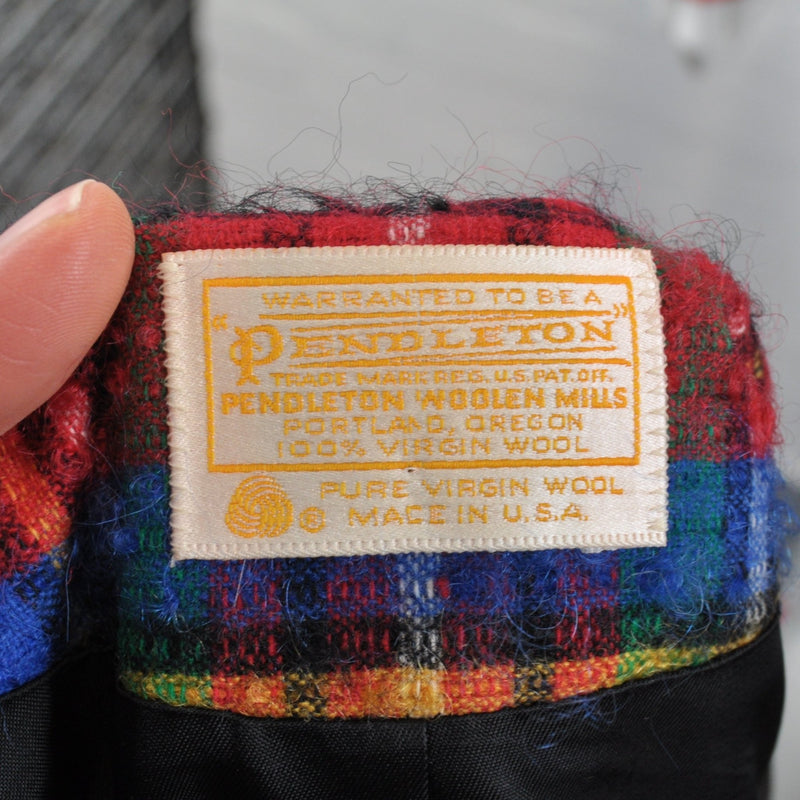 WARRANTED TO BE A
"PENDLETON"
TRADE MARK REG. U.S. PAT. OFF.
PENDLETON WOOLEN MILLS
PORTLAND, OREGON
100% VIRGIN WOOL
PURE VIRGIN WOOL
® MADE IN U.S.A.